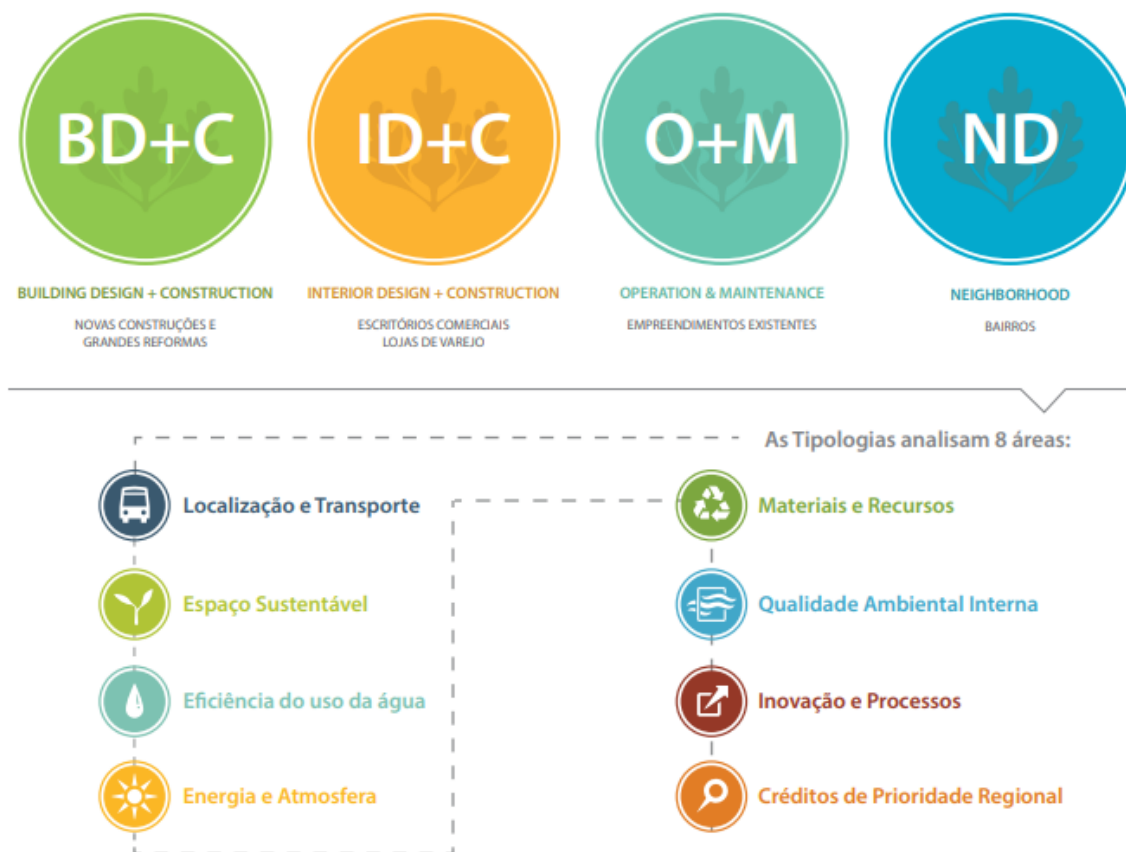 BD+C
ID+C
O+M
ND
BUILDING DESIGN + CONSTRUCTION
NOVAS CONSTRUÇÕES E
GRANDES REFORMAS
INTERIOR DESIGN + CONSTRUCTION
ESCRITÓRIOS COMERCIAIS
LOJAS DE VAREJO
OPERATION & MAINTENANCE
EMPREENDIMENTOS EXISTENTES
NEIGHBORHOOD
BAIRROS
As Tipologias analisam 8 áreas:
Localização e Transporte
Espaço Sustentável
Eficiência do uso da água
Energia e Atmosfera
Materiais e Recursos
Qualidade Ambiental Interna
Inovação e Processos
Créditos de Prioridade Regional